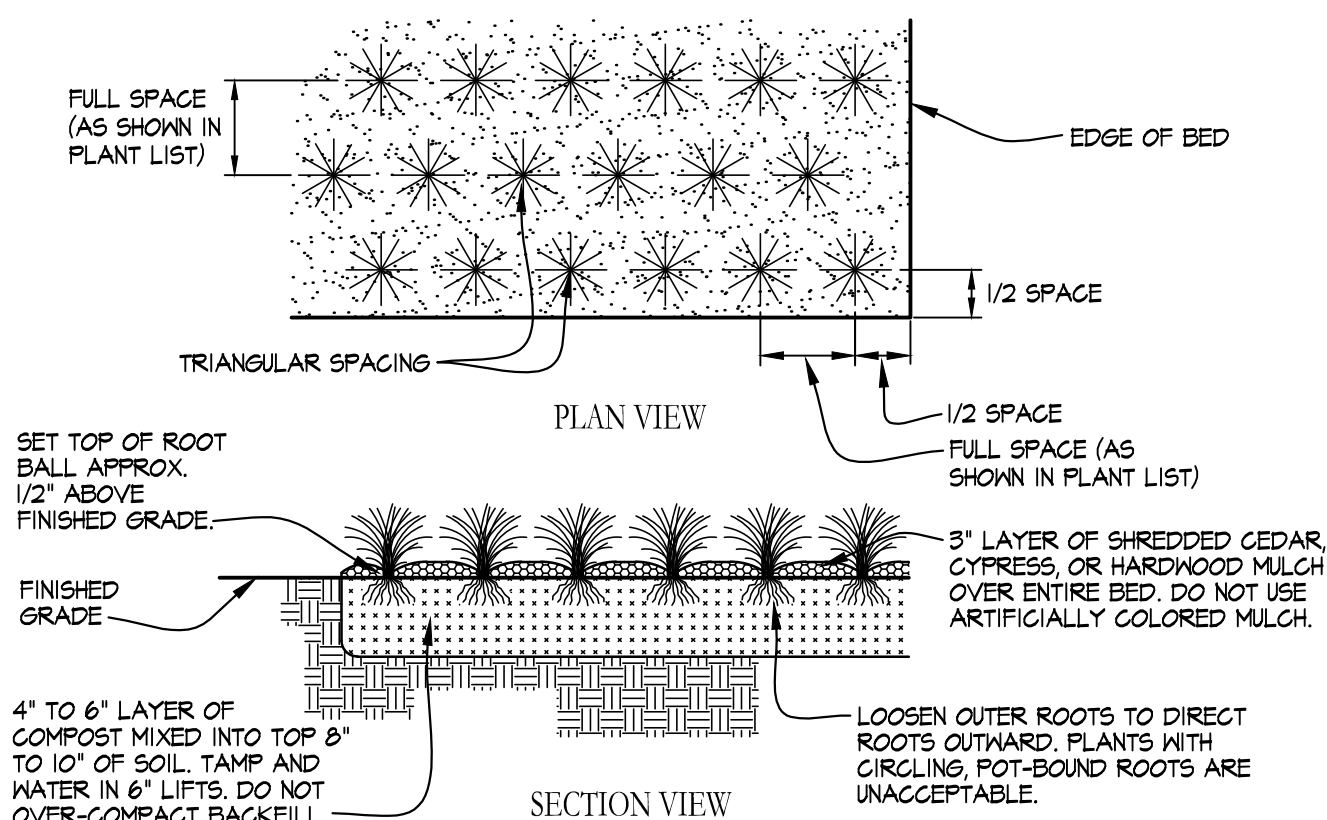 FULL SPACE
(AS SHOWN IN
PLANT LIST)
EDGE OF BED
1/2 SPACE
TRIANGULAR SPACING
PLAN VIEW
1/2 SPACE
FULL SPACE (AS
SHOWN IN PLANT LIST)
SET TOP OF ROOT
BALL APPROX.
1/2" ABOVE
FINISHED GRADE.
3" LAYER OF SHREDDED CEDAR,
CYPRESS, OR HARDWOOD MULCH
OVER ENTIRE BED. DO NOT USE
ARTIFICIALLY COLORED MULCH.
FINISHED
GRADE
4" TO 6" LAYER OF
COMPOST MIXED INTO TOP 8"
TO 10" OF SOIL. TAMP AND
WATER IN 6" LIFTS. DO NOT
OVER-COMPACT BACKFILL
LOOSEN OUTER ROOTS TO DIRECT
ROOTS OUTWARD. PLANTS WITH
CIRCLING, POT-BOUND ROOTS ARE
UNACCEPTABLE.
SECTION VIEW